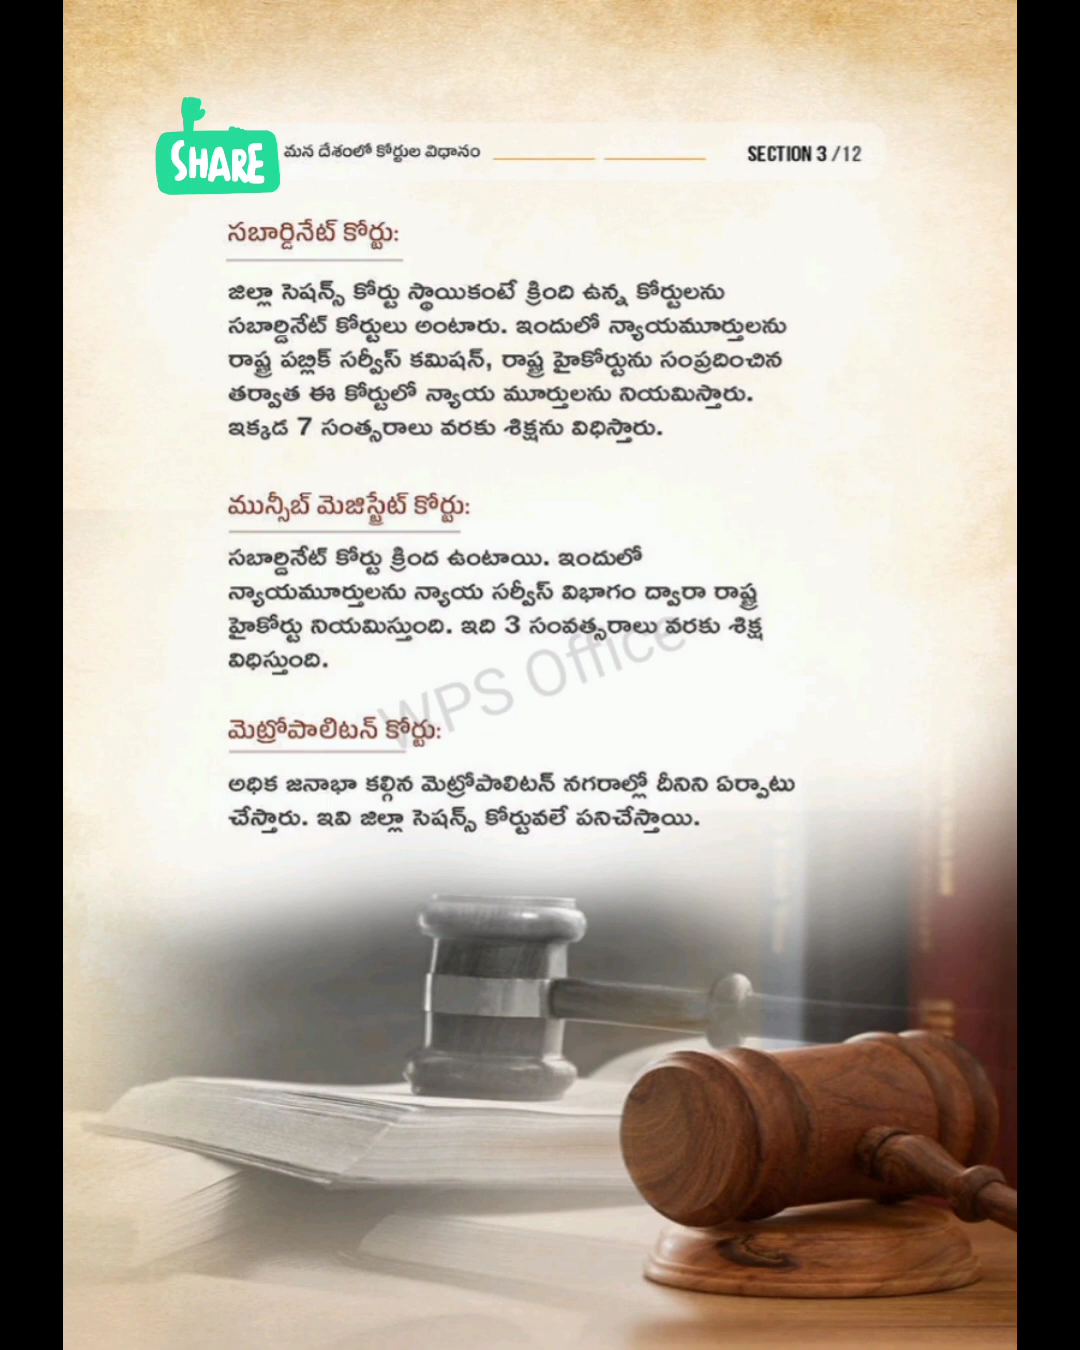 SHARE
మన దేశంలో కోర్టుల విధానం
SECTION 3 /12
సబార్డినేట్ కోర్టు:
జిల్లా సెషన్స్ కోర్టు స్థాయికంటే క్రింది ఉన్న కోర్టులను
సబార్డినేట్ కోర్టులు అంటారు. ఇందులో న్యాయమూర్తులను
రాష్ట్ర పబ్లిక్ సర్వీస్ కమిషన్, రాష్ట్ర హైకోర్టును సంప్రదించిన
తర్వాత ఈ కోర్టులో న్యాయ మూర్తులను నియమిస్తారు.
ఇక్కడ 7 సంత్సరాలు వరకు శిక్షను విధిస్తారు.
మున్సీబ్ మెజిస్ట్రేట్ కోర్టు:
సబార్దినేట్ కోర్టు క్రింద ఉంటాయి. ఇందులో
న్యాయమూర్తులను న్యాయ సర్వీస్ విభాగం ద్వారా రాష్ట్ర
హైకోర్టు నియమిస్తుంది. ఇది 3 సంవత్సరాలు వరకు శిక్ష
విధిస్తుంది.
WPS Office
మెట్రోపాలిటన్ కోర్టు:
అధిక జనాభా కల్గిన మెట్రోపాలిటన్ నగరాల్లో దీనిని ఏర్పాటు
చేస్తారు. ఇవి జిల్లా సెషన్స్ కోర్టువలే పనిచేస్తాయి.